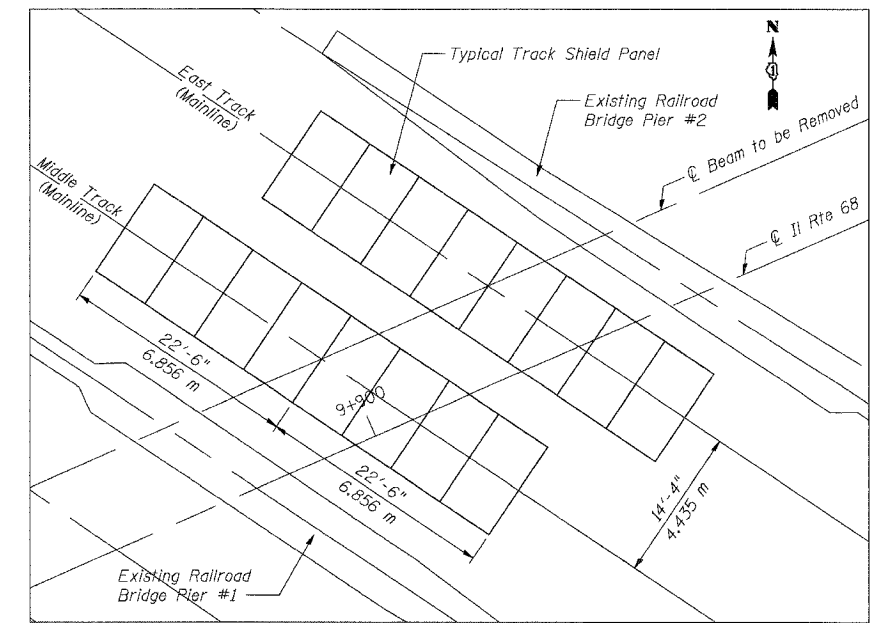 N
Typical Track Shield Panel
East Track
(Mainline)
Existing Railroad
Bridge Pier #2
℄ Beam to be Removed
Middle Track
(Mainline)
℄ Il Rte 68
22'-6"
6.856 m
9+900
22'-6"
6.856 m
14'-4"
4.435 m
Existing Railroad
Bridge Pier #1